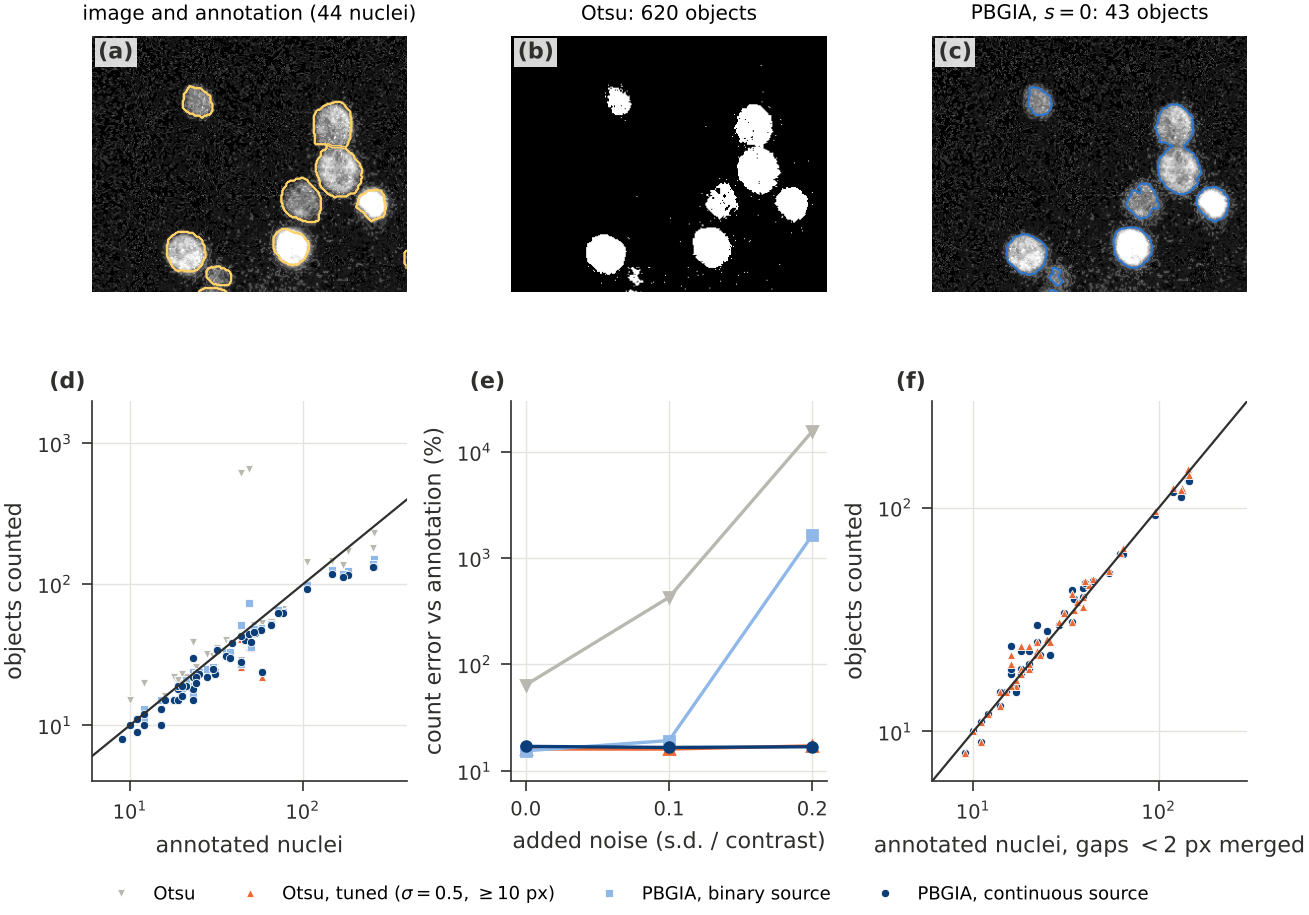 image and annotation (44 nuclei)
Otsu: 620 objects
PBGIA, s = 0: 43 objects
(a)
(b)
(c)
(d)
(e)
(f)
objects counted
10³
10²
10¹
10¹
10²
annotated nuclei
count error vs annotation (%)
10⁴
10³
10²
10¹
0.0
0.1
0.2
added noise (s.d. / contrast)
objects counted
10²
10¹
10¹
10²
annotated nuclei, gaps < 2 px merged
Otsu
Otsu, tuned (σ = 0.5, ≥ 10 px)
PBGIA, binary source
PBGIA, continuous source